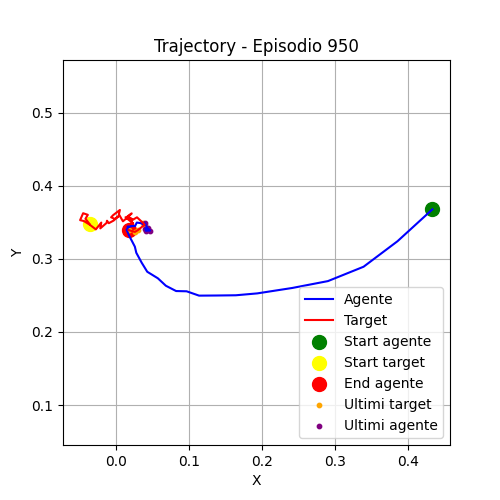 Trajectory - Episodio 950
Y
0.5
0.4
0.3
0.2
0.1
0.0
0.1
0.2
0.3
0.4
X
Agente
Target
Start agente
Start target
End agente
Ultimi target
Ultimi agente